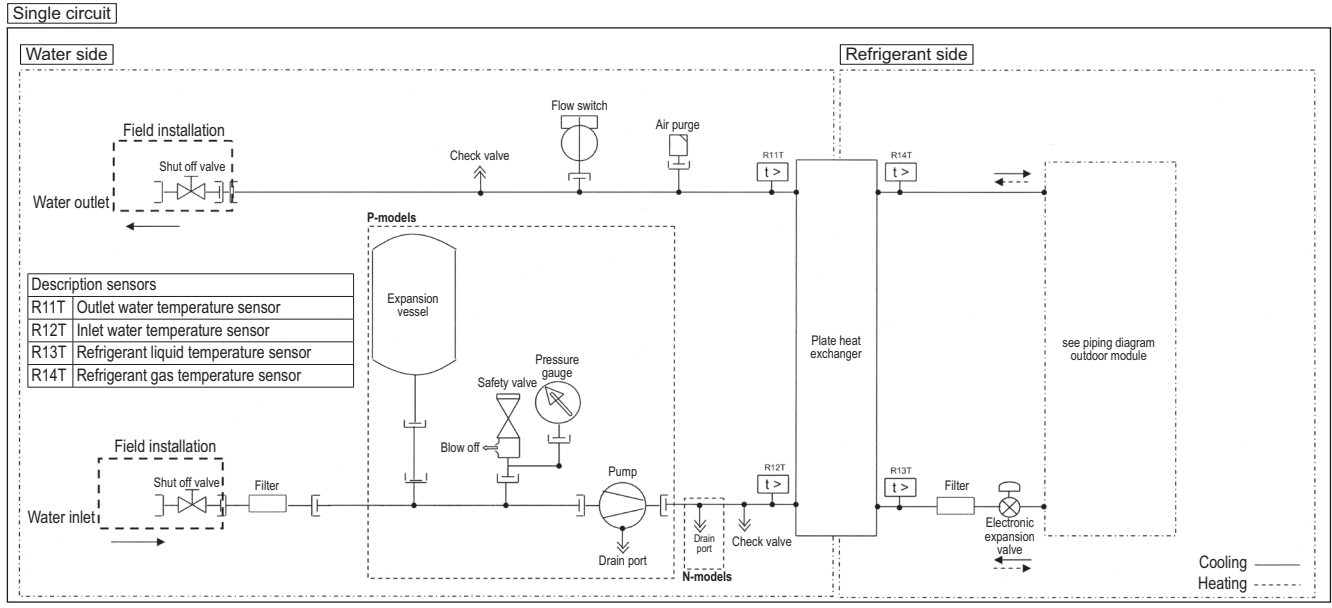 Single circuit
Water side
Refrigerant side
Flow switch
Field installation
Air purge
Shut off valve
Check valve
R11T
t >
R14T
t >
Water outlet
P-models
Description sensors
R11T Outlet water temperature sensor
R12T Inlet water temperature sensor
R13T Refrigerant liquid temperature sensor
R14T Refrigerant gas temperature sensor
Expansion
vessel
Plate heat
exchanger
see piping diagram
outdoor module
Pressure
gauge
Safety valve
Blow off
Field installation
Shut off valve
Filter
Pump
R12T
t >
R13T
t >
Filter
Water inlet
Drain port
Drain
port
Check valve
Electronic
expansion
valve
N-models
Cooling
Heating